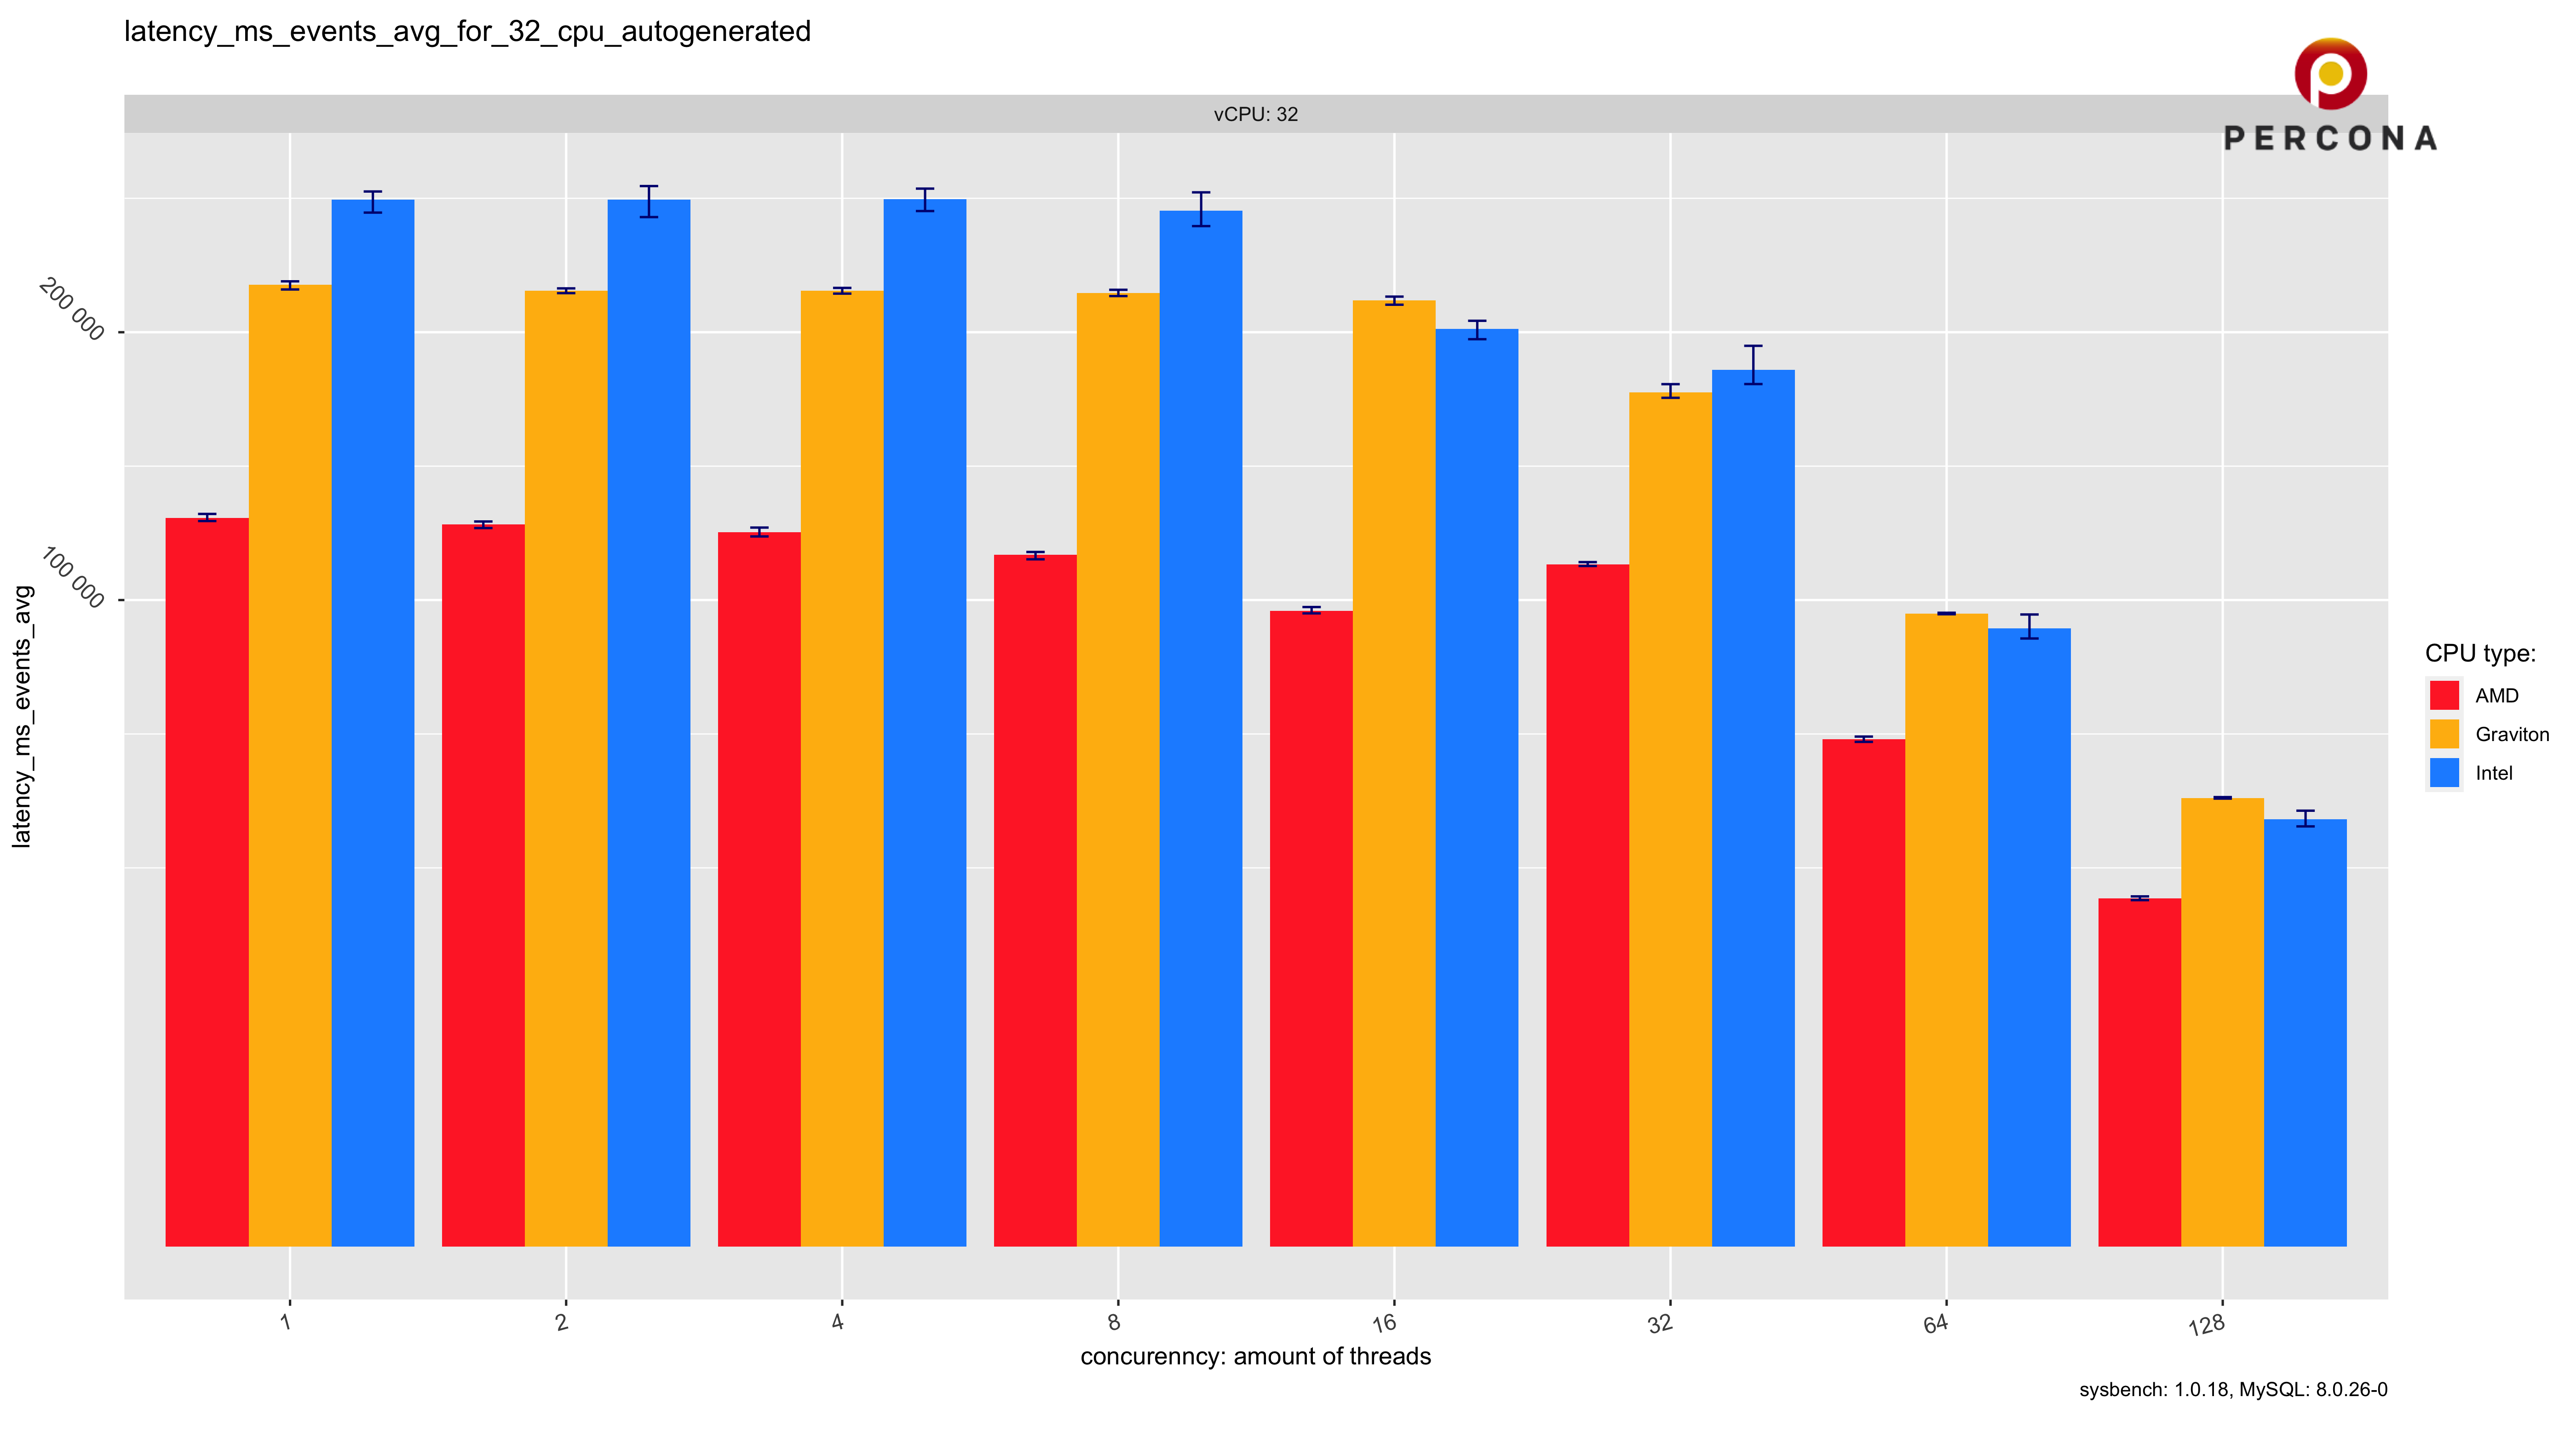 latency_ms_events_avg_for_32_cpu_autogenerated
PERCONA
vCPU: 32
200 000
100 000
latency_ms_events_avg
CPU type:
AMD
Graviton
Intel
1
2
4
8
16
32
64
128
concurenncy: amount of threads
sysbench: 1.0.18, MySQL: 8.0.26-0